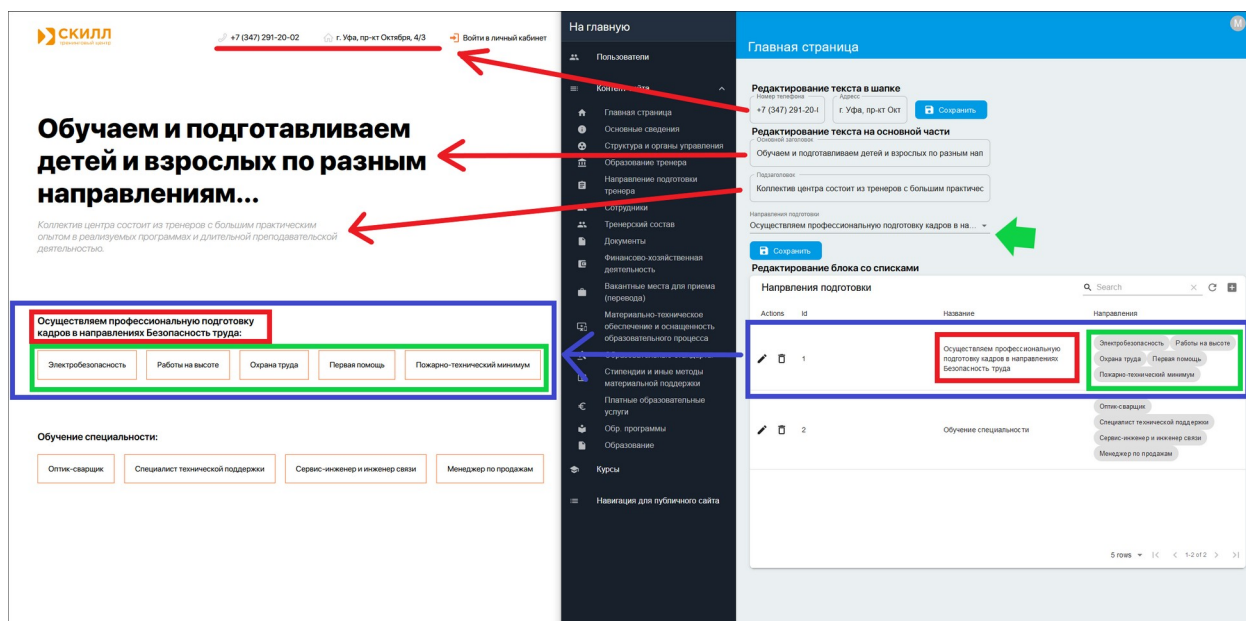 СКИЛЛ
тренинговый центр
+7 (347) 291-20-02
г. Уфа, пр-кт Октября, 4/3
Войти в личный кабинет
Обучаем и подготавливаем
детей и взрослых по разным
направлениям...
Коллектив центра состоит из тренеров с большим практическим
опытом в реализуемых программах и длительной преподавательской
деятельностью.
Осуществляем профессиональную подготовку
кадров в направлениях Безопасность труда:
Электробезопасность
Работы на высоте
Охрана труда
Первая помощь
Пожарно-технический минимум
Обучение специальности:
Оптик-сварщик
Специалист технической поддержки
Сервис-инженер и инженер связи
Менеджер по продажам
На главную
Пользователи
Контент сайта
Главная страница
Основные сведения
Структура и органы управления
Образование тренера
Направление подготовки
тренера
Сотрудники
Тренерский состав
Документы
Финансово-хозяйственная
деятельность
Вакантные места для приема
(перевода)
Материально-техническое
обеспечение и оснащенность
образовательного процесса
Стипендии и иные методы
материальной поддержки
Платные образовательные
услуги
Обр. программы
Образование
Курсы
Навигация для публичного сайта
M
Главная страница
Редактирование текста в шапке
Номер телефона
Адресс
+7 (347) 291-20-(
г. Уфа, пр-кт Окт
Сохранить
Редактирование текста на основной части
Основной заготовок
Обучаем и подготавливаем детей и взрослых по разным нап
Подзаголовок
Коллектив центра состоит из тренеров с большим практичес
Направления подготовки
Осуществляем профессиональную подготовку кадров в на...
Сохранить
Редактирование блока со списками
Напрвления подготовки
Search
Actions
Id
Название
Направления
1
Осуществляем профессиональную
подготовку кадров в направлениях
Безопасность труда
Электробезопасность
Работы на высоте
Охрана труда
Первая помощь
Пожарно-технический минимум
2
Обучение специальности
Оптик-сварщик
Специалист технической поддержки
Сервис-инженер и инженер связи
Менеджер по продажам
5 rows
1-2 of 2